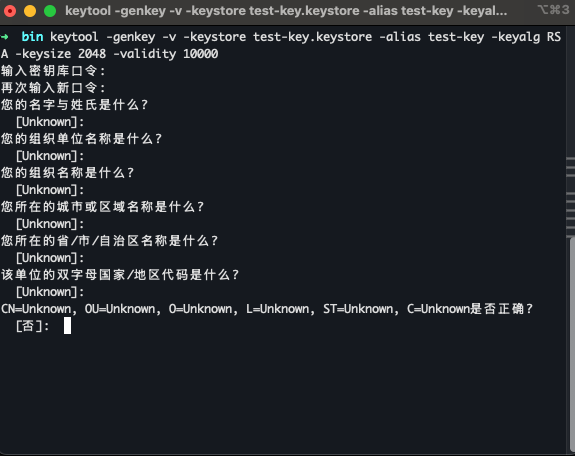 keytool -genkey -v -keystore test-key.keystore -alias test-key -keyal... ⌥⌘3
➜ bin keytool -genkey -v -keystore test-key.keystore -alias test-key -keyalg RS
A -keysize 2048 -validity 10000
输入密钥库口令:
再次输入新口令:
您的名字与姓氏是什么?
[Unknown]:
您的组织单位名称是什么?
[Unknown]:
您的组织名称是什么?
[Unknown]:
您所在的城市或区域名称是什么?
[Unknown]:
您所在的省/市/自治区名称是什么?
[Unknown]:
该单位的双字母国家/地区代码是什么?
[Unknown]:
CN=Unknown, OU=Unknown, O=Unknown, L=Unknown, ST=Unknown, C=Unknown是否正确?
[否]: